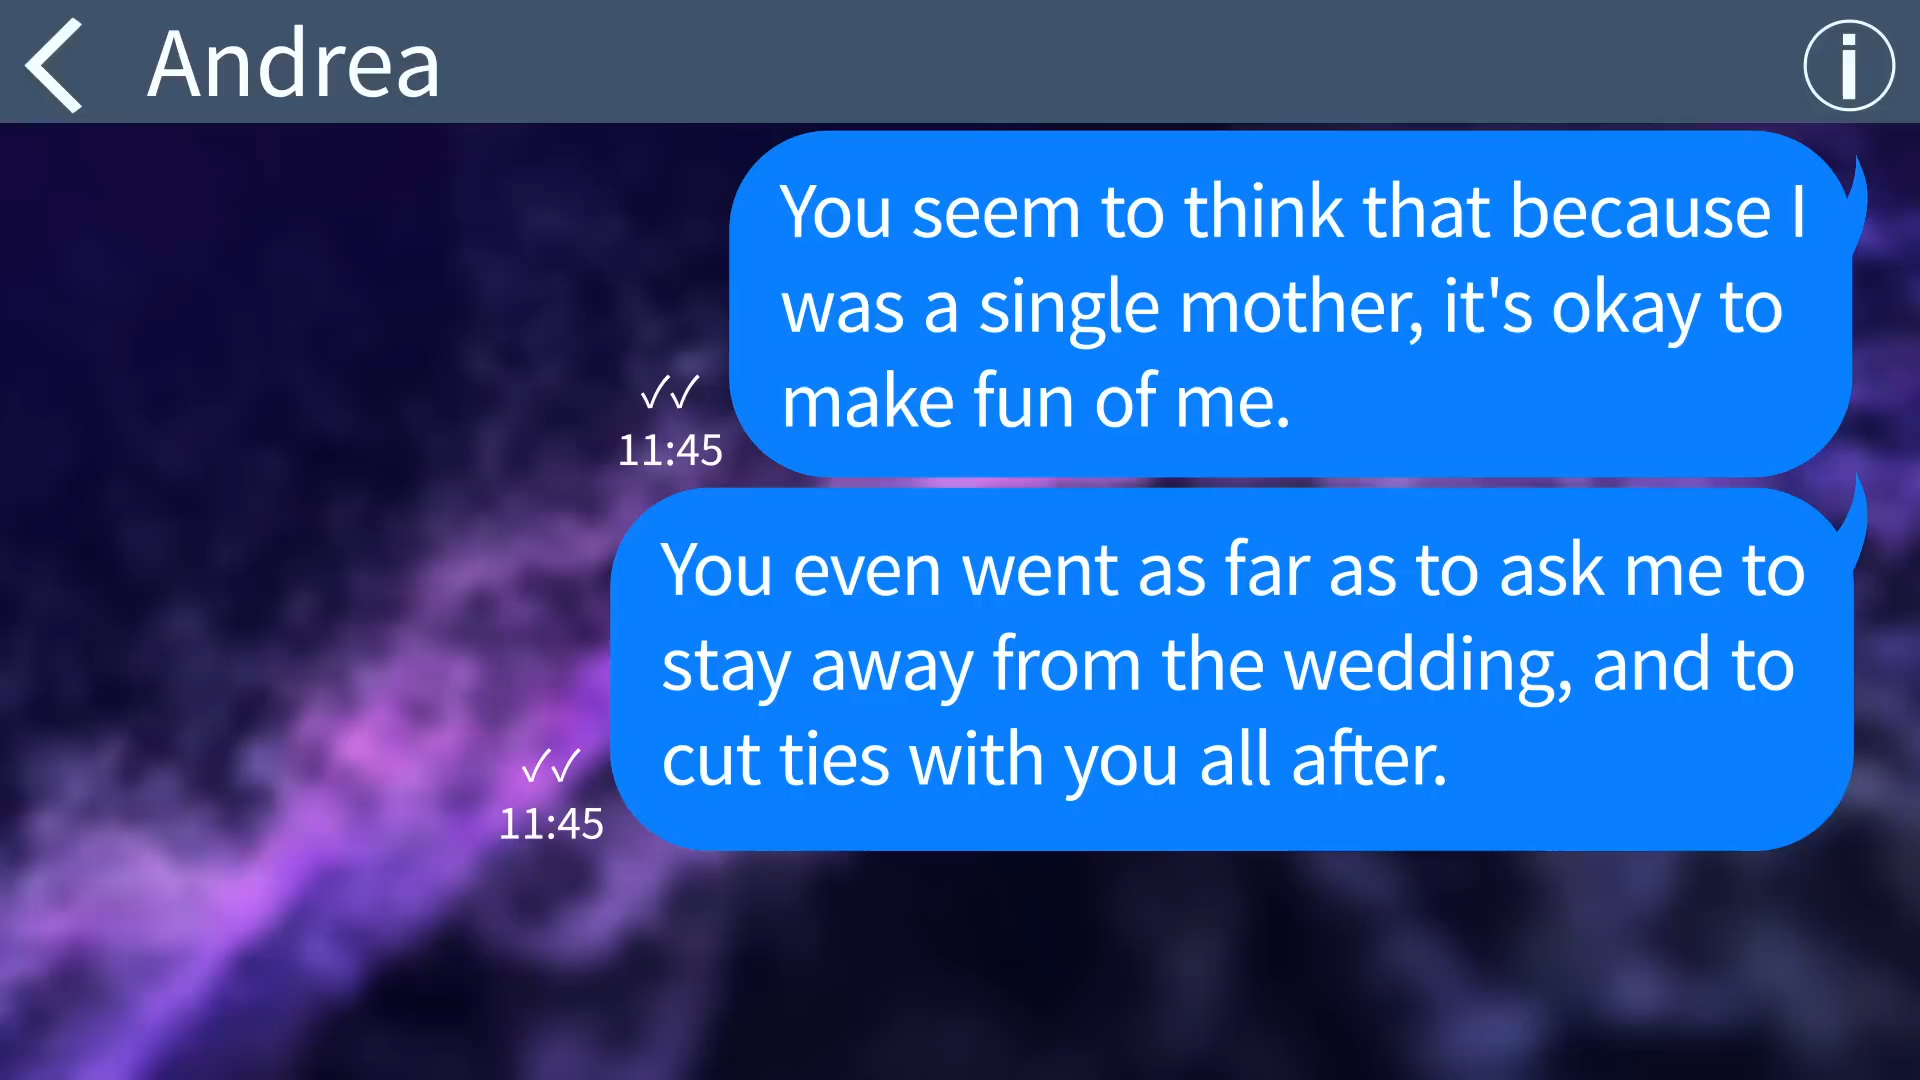 Andrea
You seem to think that because I
was a single mother, it's okay to
make fun of me.
✓✓
11:45
You even went as far as to ask me to
stay away from the wedding, and to
cut ties with you all after.
✓✓
11:45